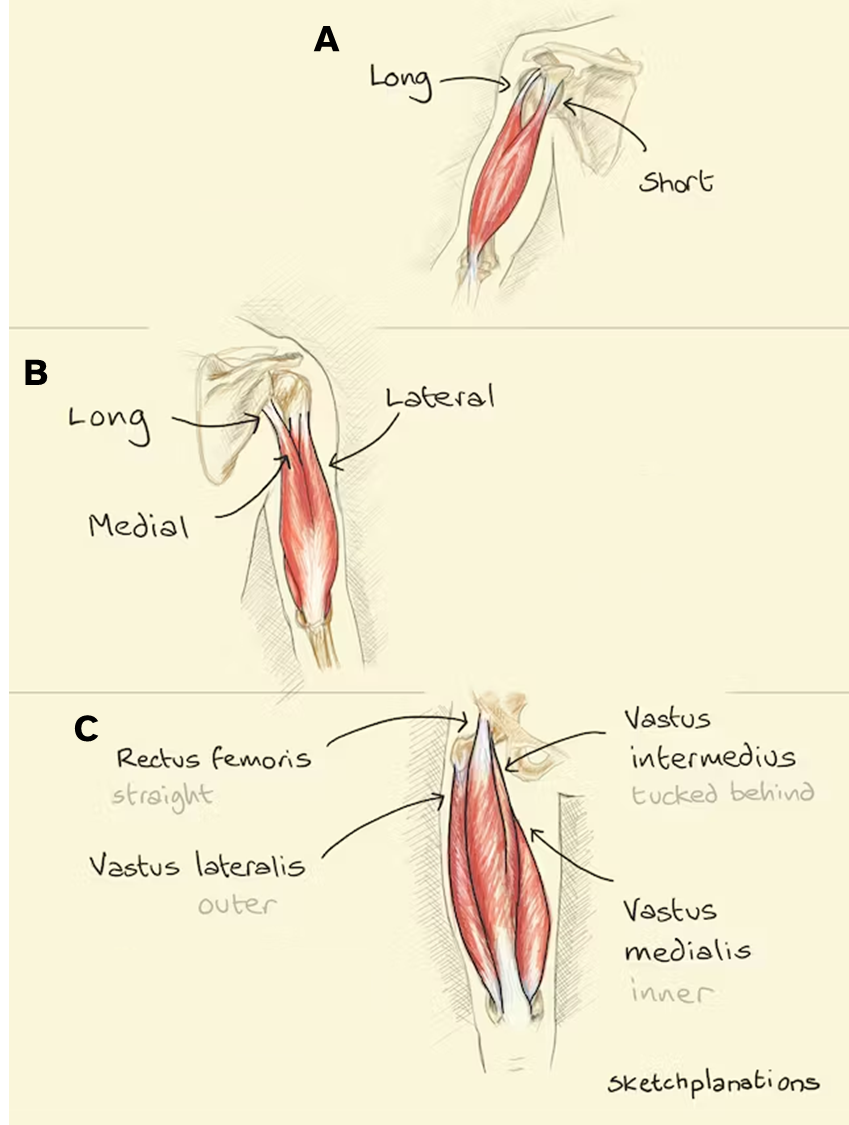 A
Long
Short
B
Long
Lateral
Medial
C
Rectus femoris
straight
Vastus lateralis
outer
Vastus
intermedius
tucked behind
Vastus
medialis
inner
sketchplanations